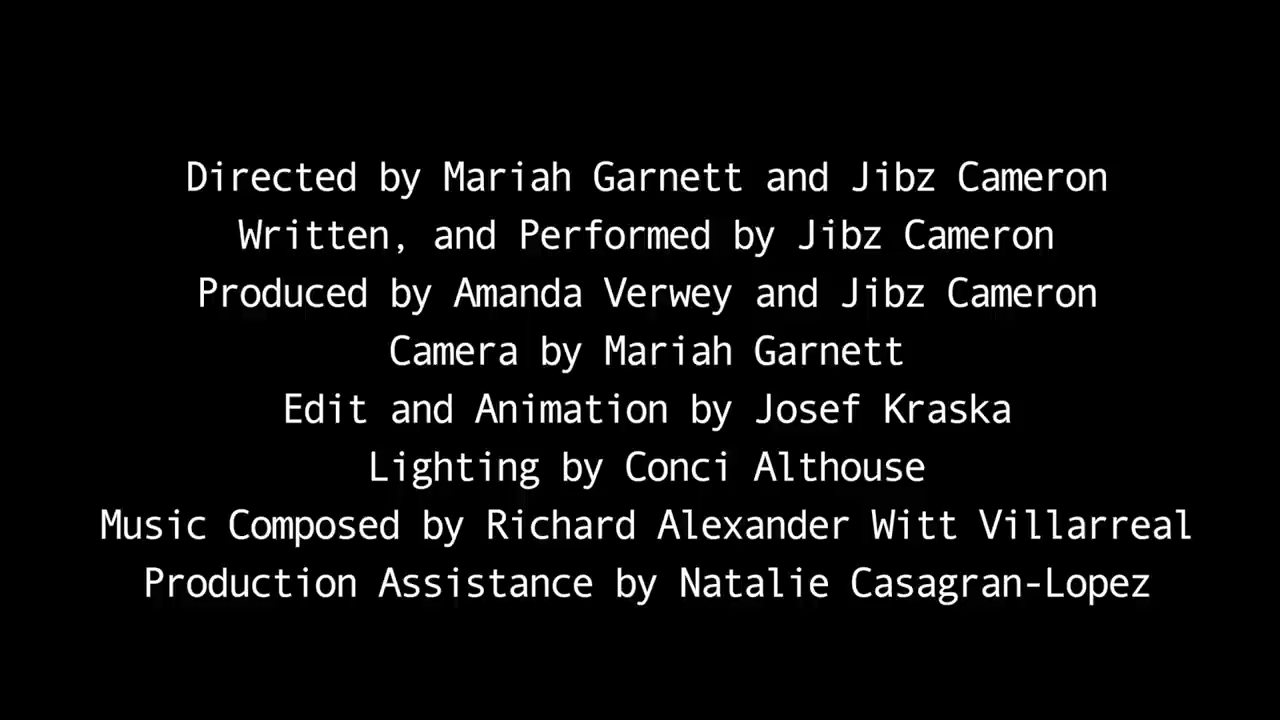 Directed by Mariah Garnett and Jibz Cameron
Written, and Performed by Jibz Cameron
Produced by Amanda Verwey and Jibz Cameron
Camera by Mariah Garnett
Edit and Animation by Josef Kraska
Lighting by Conci Althouse
Music Composed by Richard Alexander Witt Villarreal
Production Assistance by Natalie Casagran-Lopez